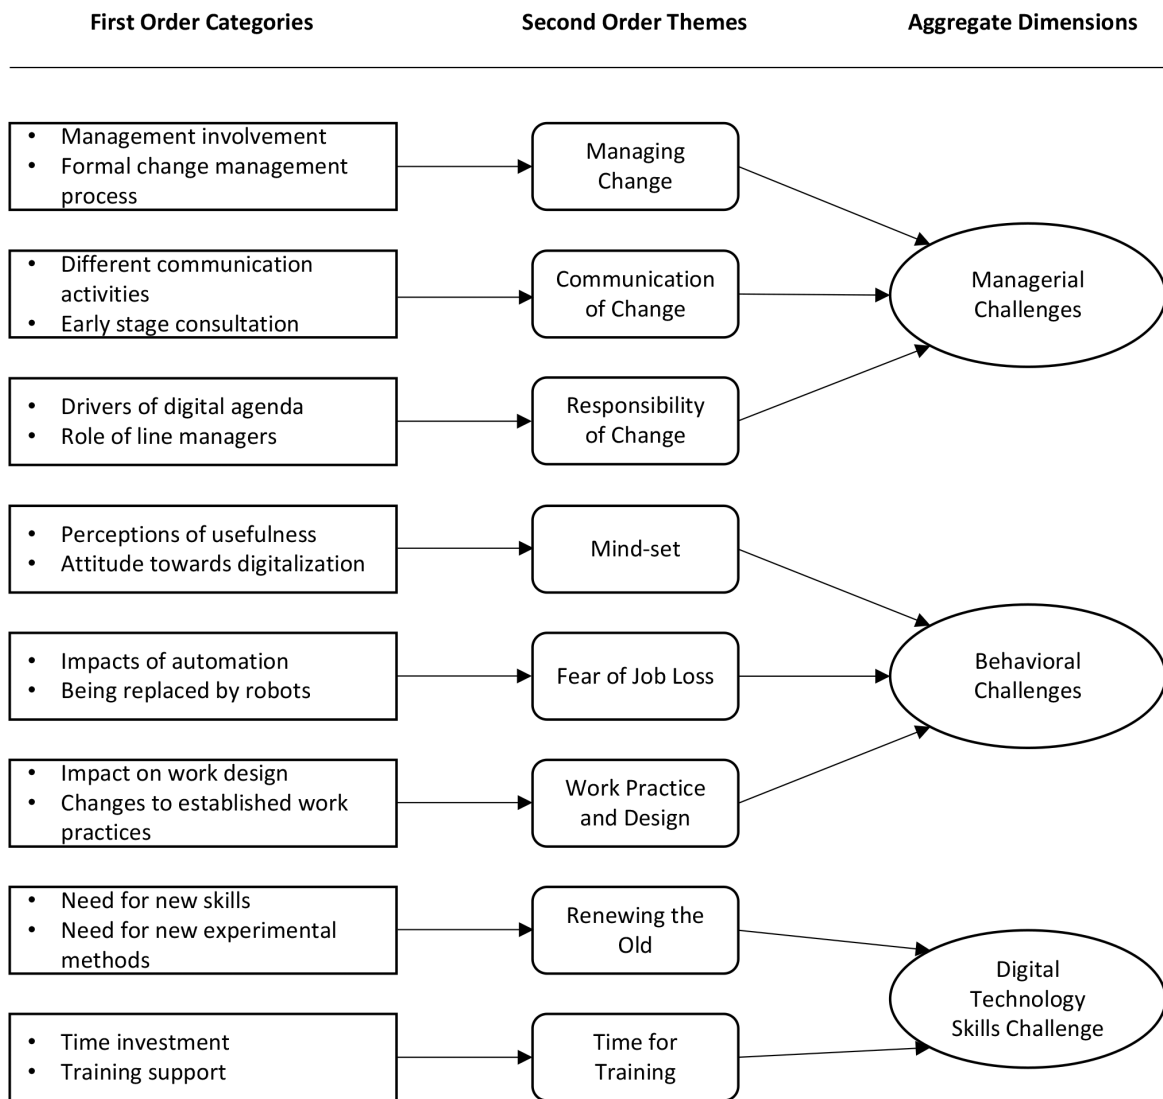 First Order Categories
Second Order Themes
Aggregate Dimensions
• Management involvement
• Formal change management
process
Managing
Change
• Different communication
activities
• Early stage consultation
Communication
of Change
Managerial
Challenges
• Drivers of digital agenda
• Role of line managers
Responsibility
of Change
• Perceptions of usefulness
• Attitude towards digitalization
Mind-set
• Impacts of automation
• Being replaced by robots
Fear of Job Loss
Behavioral
Challenges
• Impact on work design
• Changes to established work
practices
Work Practice
and Design
• Need for new skills
• Need for new experimental
methods
Renewing the
Old
Digital
Technology
Skills Challenge
• Time investment
• Training support
Time for
Training